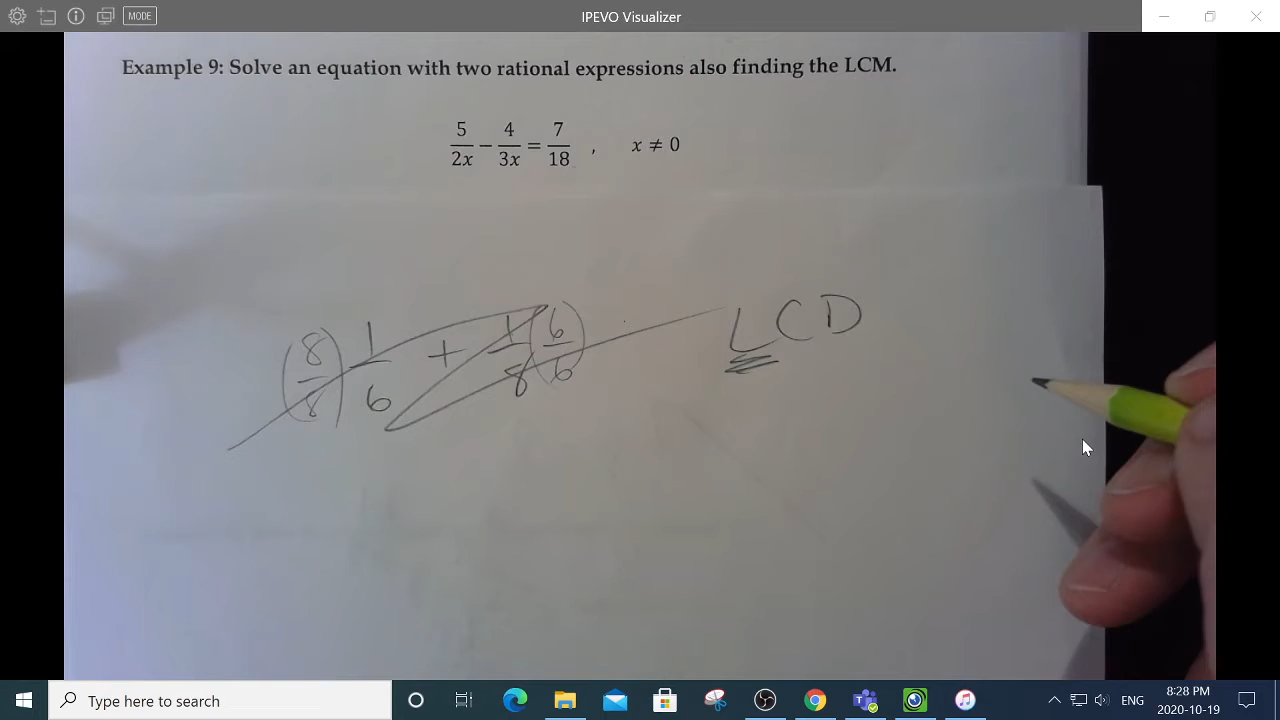 MODE
IPEVO Visualizer
Example 9: Solve an equation with two rational expressions also finding the LCM.
5/2x − 4/3x = 7/18 , x ≠ 0
(8/8) 1/6 + 1/8 (6/6)
LCD
Type here to search
ENG
8:28 PM
2020-10-19